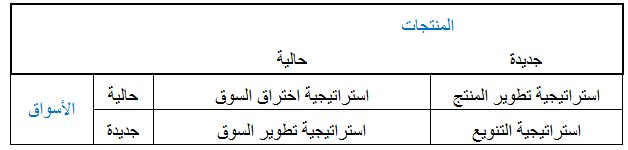 المنتجات
حالية جديدة
الأسواق
حالية استراتيجية اختراق السوق استراتيجية تطوير المنتج
جديدة استراتيجية تطوير السوق استراتيجية التنويع